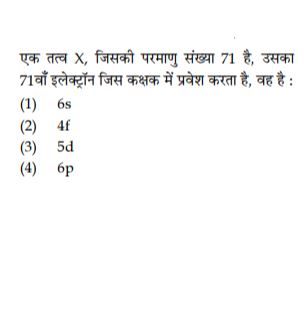 एक तत्व X, जिसकी परमाणु संख्या 71 है, उसका
71वाँ इलेक्ट्रॉन जिस कक्षक में प्रवेश करता है, वह है :
(1) 6s
(2) 4f
(3) 5d
(4) 6p